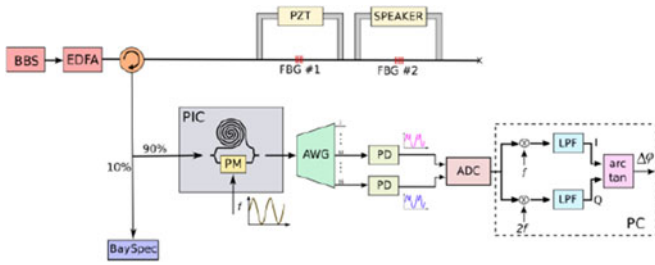 PZT
SPEAKER
BBS
EDFA
FBG #1
FBG #2
PIC
90%
10%
PM
f
AWG
PD
PD
ADC
LPF
I
f
arc
tan
Δφ
LPF
Q
2f
PC
BaySpec